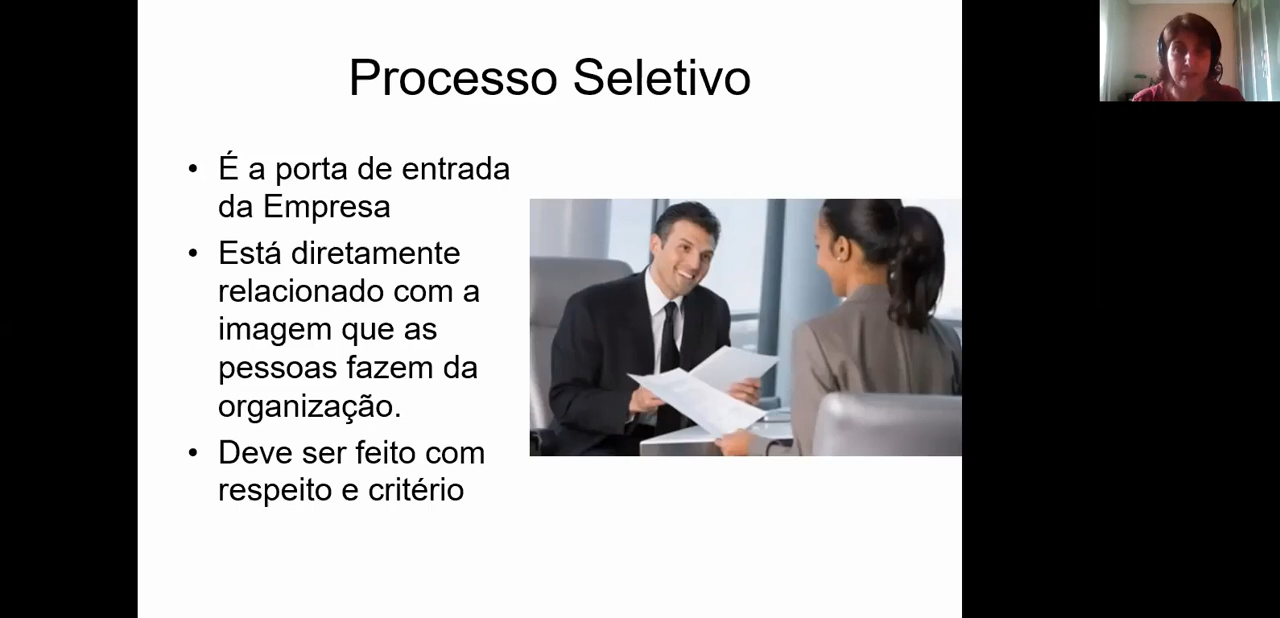 Processo Seletivo
• É a porta de entrada
da Empresa
• Está diretamente
relacionado com a
imagem que as
pessoas fazem da
organização.
• Deve ser feito com
respeito e critério